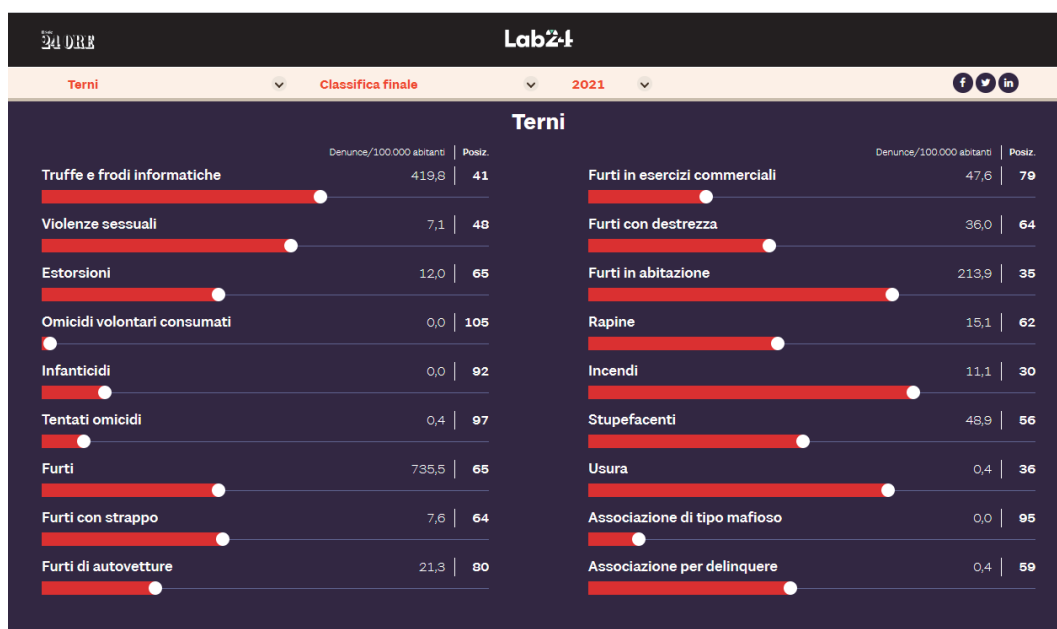 24 ORE
Lab24
Terni Classifica finale 2021
Terni
Denunce/100.000 abitanti Posiz.
Truffe e frodi informatiche 419,8 41
Violenze sessuali 7,1 48
Estorsioni 12,0 65
Omicidi volontari consumati 0,0 105
Infanticidi 0,0 92
Tentati omicidi 0,4 97
Furti 735,5 65
Furti con strappo 7,6 64
Furti di autovetture 21,3 80
Denunce/100.000 abitanti Posiz.
Furti in esercizi commerciali 47,6 79
Furti con destrezza 36,0 64
Furti in abitazione 213,9 35
Rapine 15,1 62
Incendi 11,1 30
Stupefacenti 48,9 56
Usura 0,4 36
Associazione di tipo mafioso 0,0 95
Associazione per delinquere 0,4 59